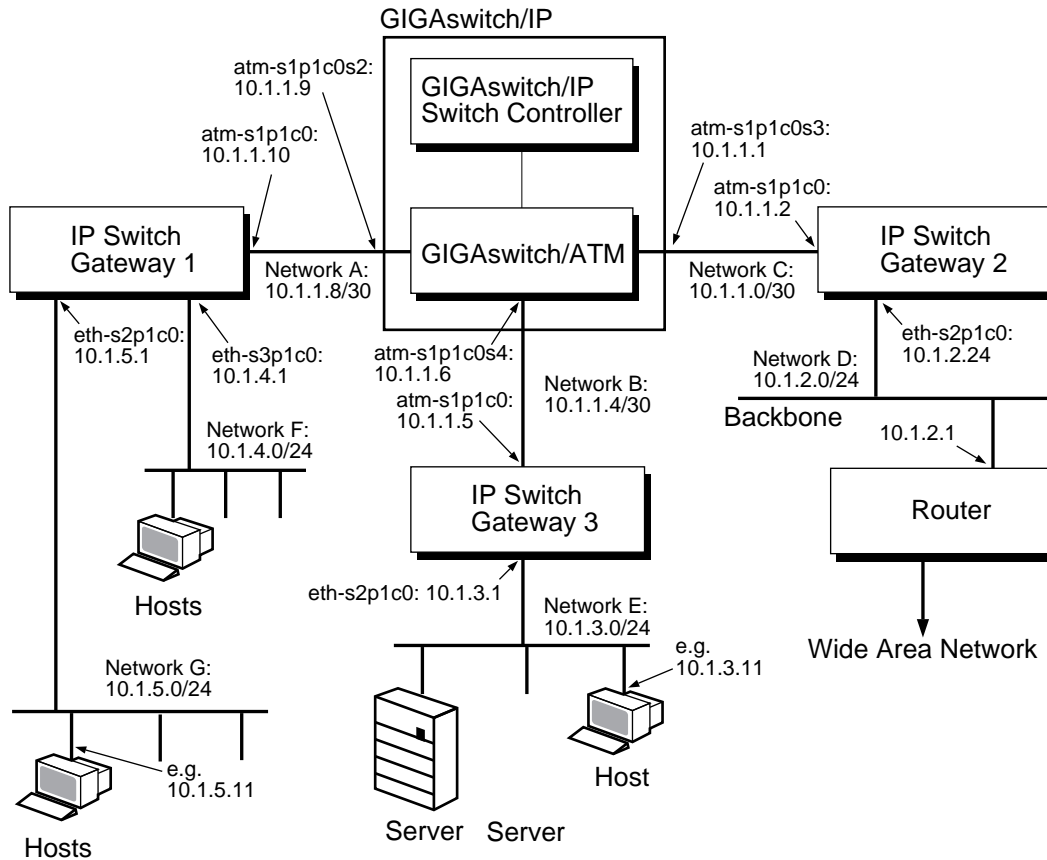 GIGAswitch/IP
atm-s1p1c0s2:
10.1.1.9
GIGAswitch/IP
Switch Controller
atm-s1p1c0:
10.1.1.10
atm-s1p1c0s3:
10.1.1.1
atm-s1p1c0:
10.1.1.2
IP Switch
Gateway 1
GIGAswitch/ATM
IP Switch
Gateway 2
Network A:
10.1.1.8/30
Network C:
10.1.1.0/30
eth-s2p1c0:
10.1.5.1
eth-s3p1c0:
10.1.4.1
atm-s1p1c0s4:
10.1.1.6
eth-s2p1c0:
10.1.2.24
Network D:
10.1.2.0/24
Network B:
10.1.1.4/30
atm-s1p1c0:
10.1.1.5
Backbone
10.1.2.1
Network F:
10.1.4.0/24
IP Switch
Gateway 3
Router
Hosts
eth-s2p1c0: 10.1.3.1
Network E:
10.1.3.0/24
Wide Area Network
e.g.
10.1.3.11
Network G:
10.1.5.0/24
e.g.
10.1.5.11
Host
Server
Server
Hosts